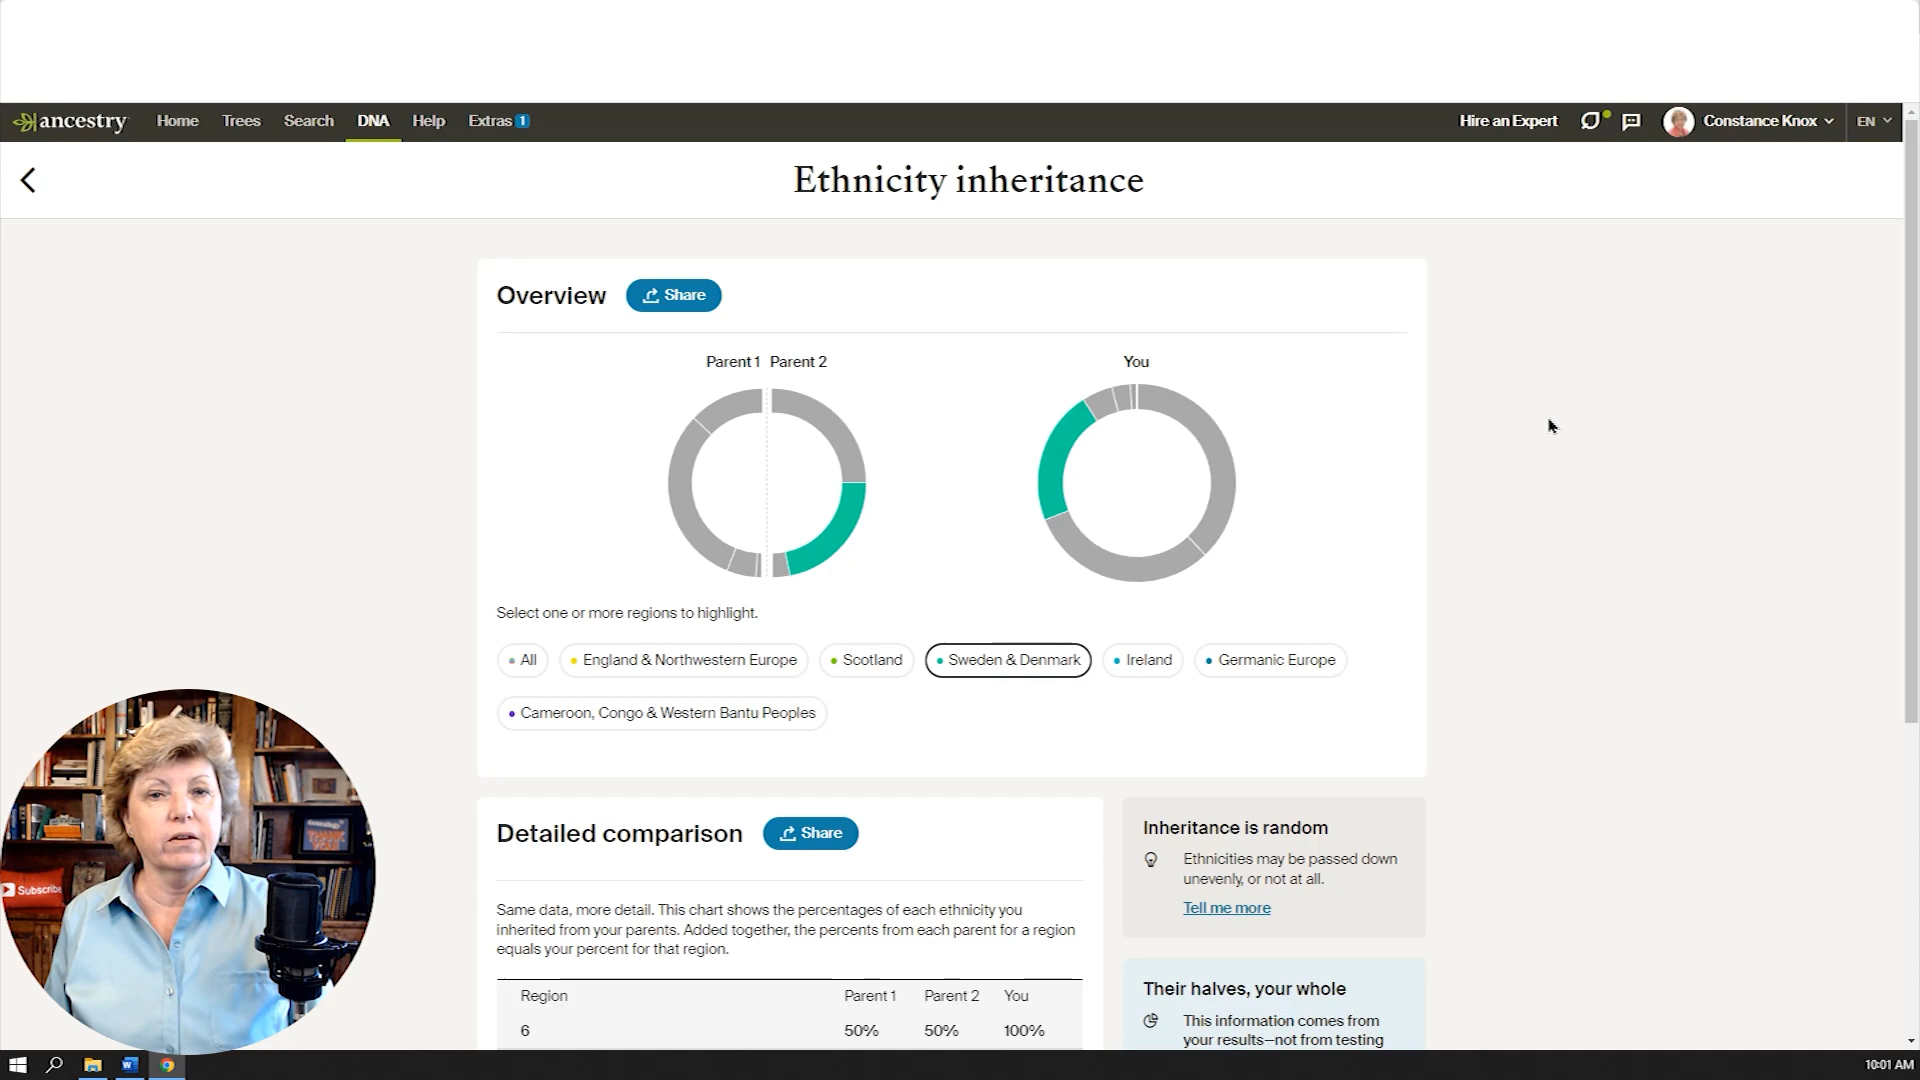 ancestry Home Trees Search DNA Help Extras 1 Hire an Expert Constance Knox EN
Ethnicity inheritance
Overview Share
Parent 1 Parent 2 You
Select one or more regions to highlight.
All England & Northwestern Europe Scotland Sweden & Denmark Ireland Germanic Europe
Cameroon, Congo & Western Bantu Peoples
Detailed comparison Share
Same data, more detail. This chart shows the percentages of each ethnicity you
inherited from your parents. Added together, the percents from each parent for a region
equals your percent for that region.
Region Parent 1 Parent 2 You
6 50% 50% 100%
Inheritance is random
Ethnicities may be passed down
unevenly, or not at all.
Tell me more
Their halves, your whole
This information comes from
your results—not from testing
Subscribe
10:01 AM